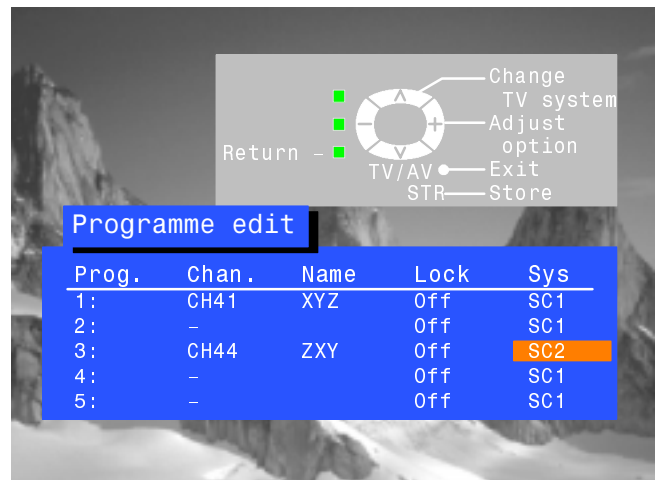 Change
TV system
Adjust
option
Return –
TV/AV Exit
STR Store
Programme edit
Prog. Chan. Name Lock Sys
1: CH41 XYZ Off SC1
2: – Off SC1
3: CH44 ZXY Off SC2
4: – Off SC1
5: – Off SC1